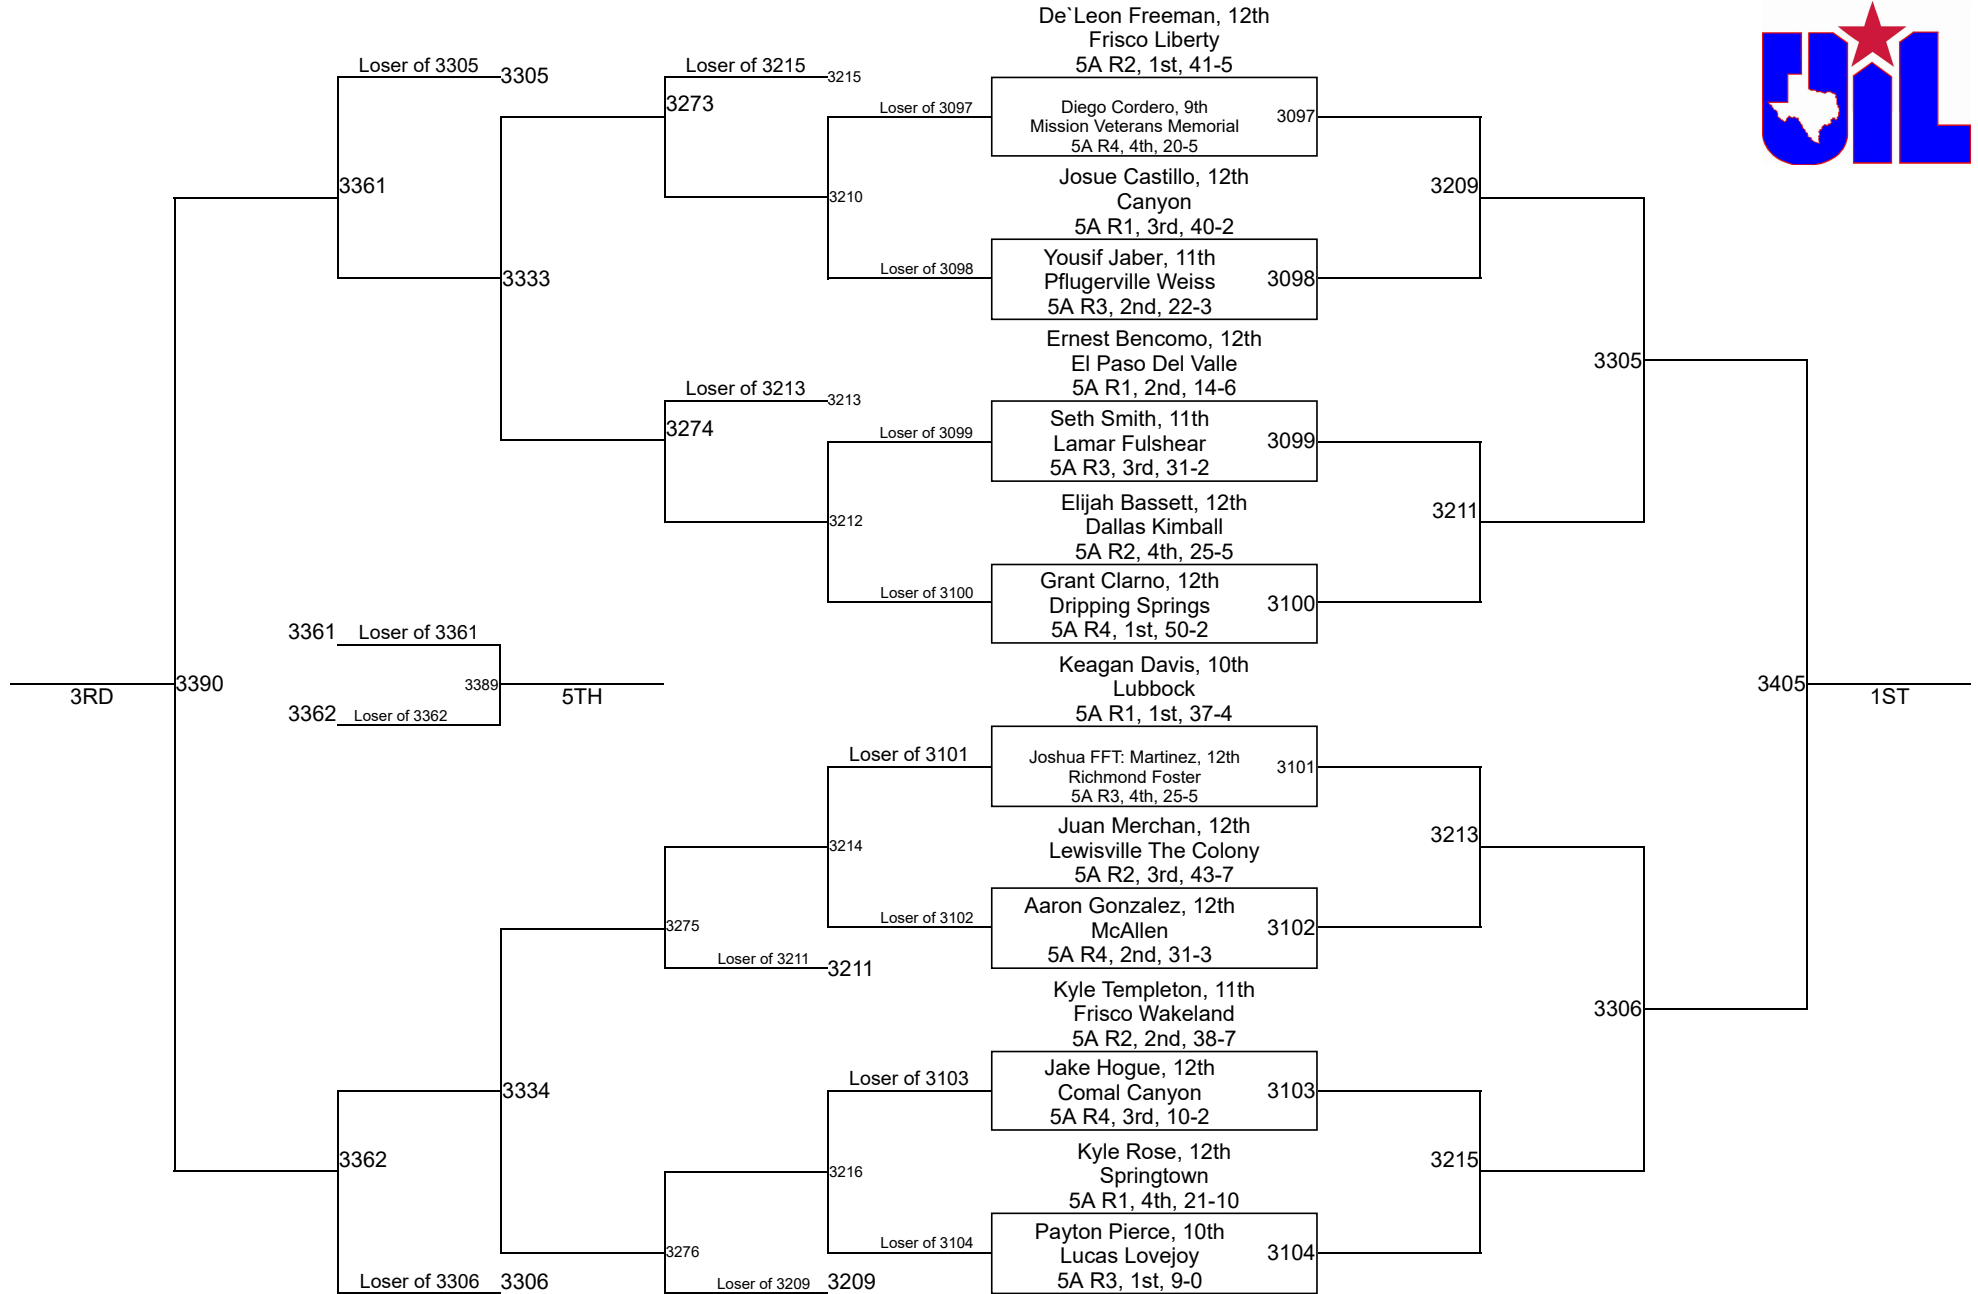 De`Leon Freeman, 12th
Frisco Liberty
5A R2, 1st, 41-5
UIL
Loser of 3305 3305
Loser of 3215 3215
3273
Loser of 3097
Diego Cordero, 9th
Mission Veterans Memorial
5A R4, 4th, 20-5
3097
3361
3210
Josue Castillo, 12th
Canyon
5A R1, 3rd, 40-2
3209
3333
Loser of 3098
Yousif Jaber, 11th
Pflugerville Weiss
5A R3, 2nd, 22-3
3098
Ernest Bencomo, 12th
El Paso Del Valle
5A R1, 2nd, 14-6
3305
Loser of 3213 3213
3274
Loser of 3099
Seth Smith, 11th
Lamar Fulshear
5A R3, 3rd, 31-2
3099
3212
Elijah Bassett, 12th
Dallas Kimball
5A R2, 4th, 25-5
3211
Loser of 3100
Grant Clarno, 12th
Dripping Springs
5A R4, 1st, 50-2
3100
3361 Loser of 3361
3RD
3390
3389
5TH
3362 Loser of 3362
Keagan Davis, 10th
Lubbock
5A R1, 1st, 37-4
3405
1ST
Loser of 3101
Joshua FFT: Martinez, 12th
Richmond Foster
5A R3, 4th, 25-5
3101
3214
Juan Merchan, 12th
Lewisville The Colony
5A R2, 3rd, 43-7
3213
3275
Loser of 3102
Aaron Gonzalez, 12th
McAllen
5A R4, 2nd, 31-3
3102
Loser of 3211 3211
Kyle Templeton, 11th
Frisco Wakeland
5A R2, 2nd, 38-7
3306
3334
Loser of 3103
Jake Hogue, 12th
Comal Canyon
5A R4, 3rd, 10-2
3103
3362
3216
Kyle Rose, 12th
Springtown
5A R1, 4th, 21-10
3215
3276
Loser of 3104
Payton Pierce, 10th
Lucas Lovejoy
5A R3, 1st, 9-0
3104
Loser of 3306 3306
Loser of 3209 3209